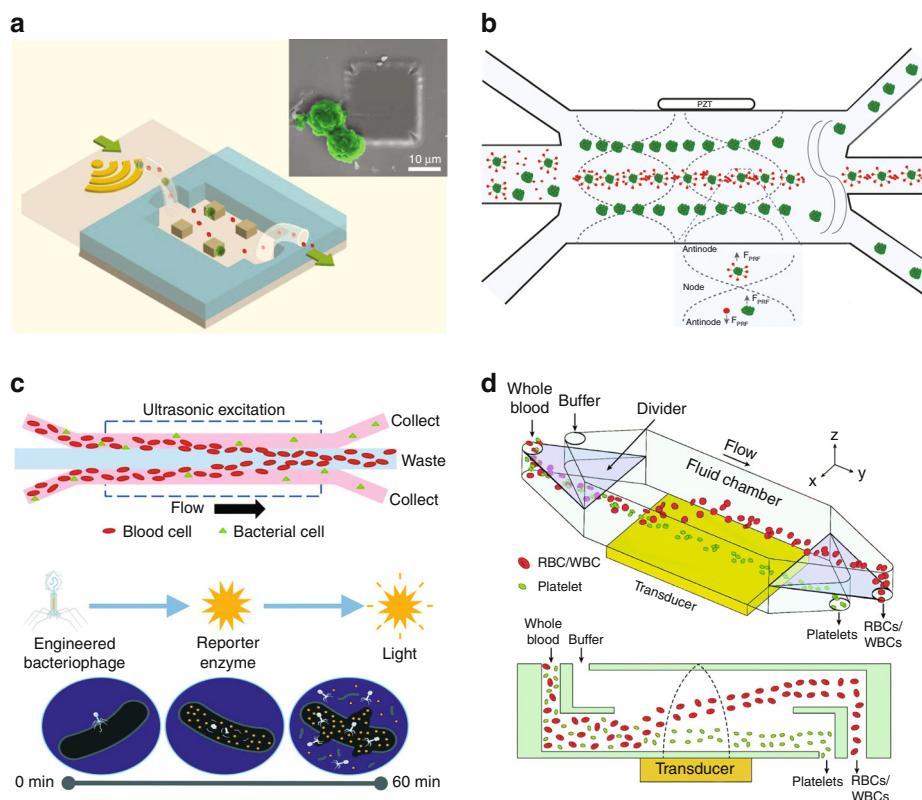 a
10 μm
b
PZT
Antinode
Node
Antinode
F_PRF
F_PRF
F_PRF
c
Ultrasonic excitation
Collect
Waste
Collect
Flow
Blood cell
Bacterial cell
Engineered
bacteriophage
Reporter
enzyme
Light
0 min
60 min
d
Whole
blood
Buffer
Divider
Flow
Fluid chamber
z
x
y
RBC/WBC
Platelet
Transducer
Platelets
RBCs/
WBCs
Whole
blood
Buffer
Transducer
Platelets
RBCs/
WBCs